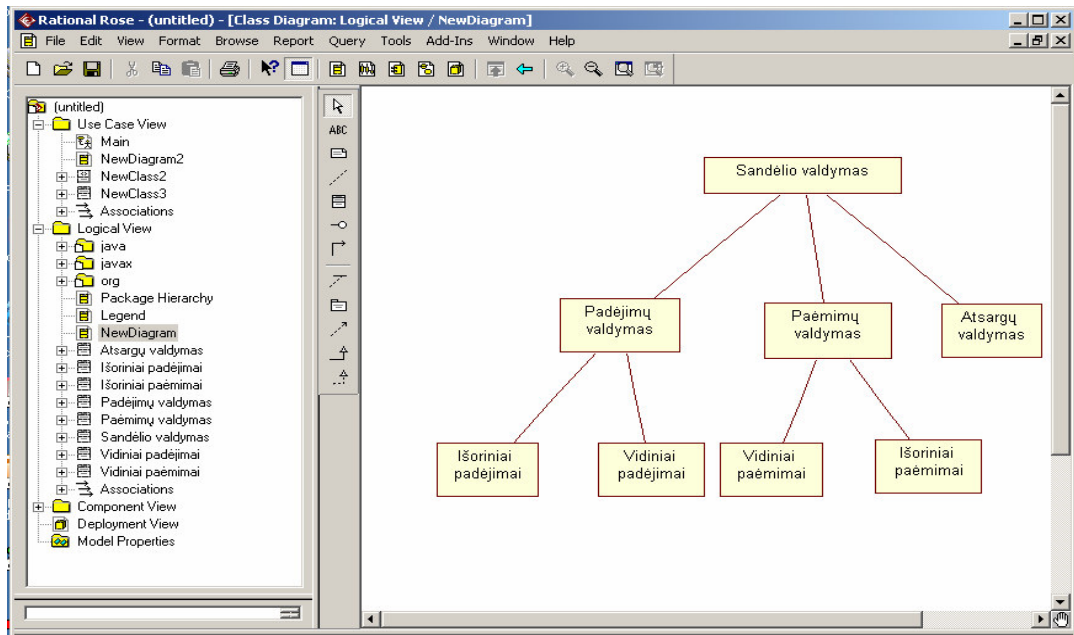 Rational Rose - (untitled) - [Class Diagram: Logical View / NewDiagram]
File Edit View Format Browse Report Query Tools Add-Ins Window Help
(untitled)
Use Case View
Main
NewDiagram2
NewClass2
NewClass3
Associations
Logical View
java
javax
org
Package Hierarchy
Legend
NewDiagram
Atsargų valdymas
Išoriniai padėjimai
Išoriniai paėmimai
Padėjimų valdymas
Paėmimų valdymas
Sandėlio valdymas
Vidiniai padėjimai
Vidiniai paėmimai
Associations
Component View
Deployment View
Model Properties
ABC
Sandėlio valdymas
Padėjimų
valdymas
Paėmimų
valdymas
Atsargų
valdymas
Išoriniai
padėjimai
Vidiniai
padėjimai
Vidiniai
paėmimai
Išoriniai
paėmimai